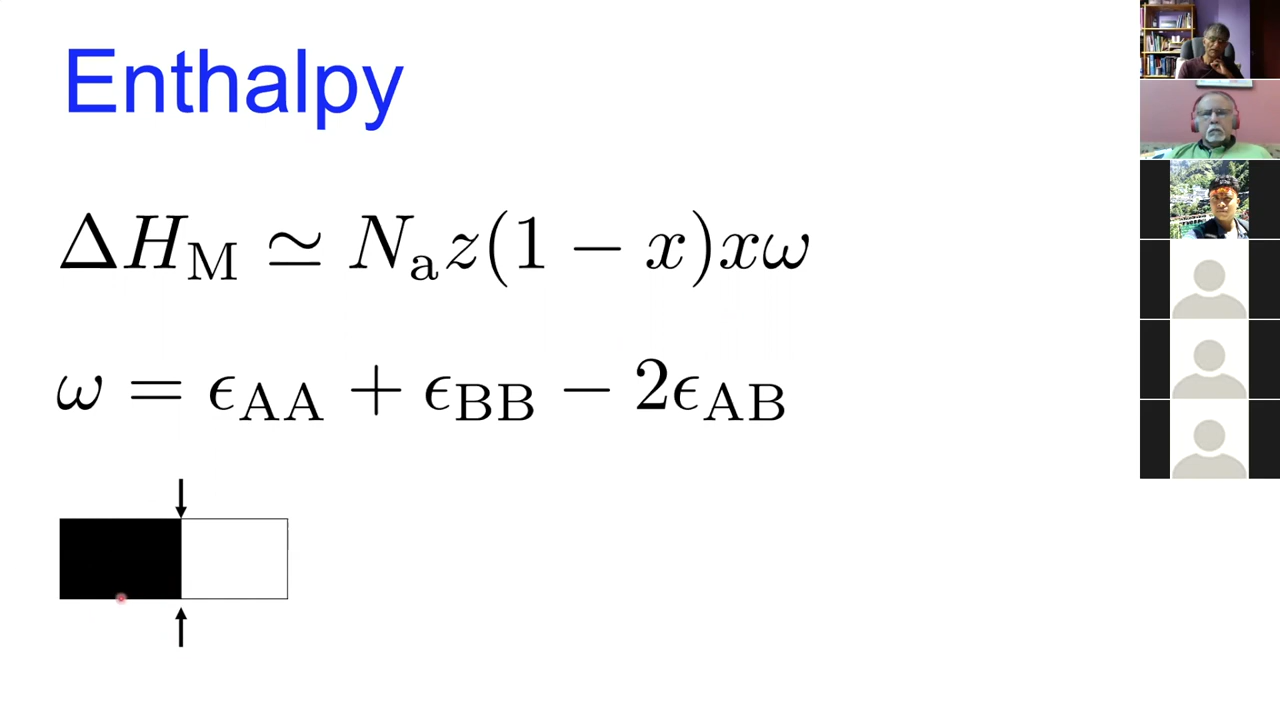 Enthalpy
ΔH_M ≃ N_a z(1 − x)xω
ω = ϵ_AA + ϵ_BB − 2ϵ_AB